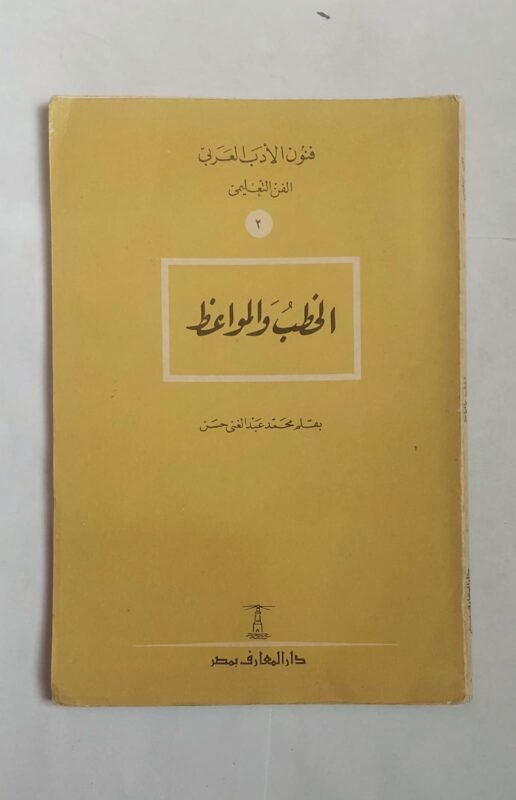 فنون الأدب العربي
الفن التعليمي
٢
الخطب والمواعظ
بقلم محمد عبد الغني حسن
دار المعارف بمصر